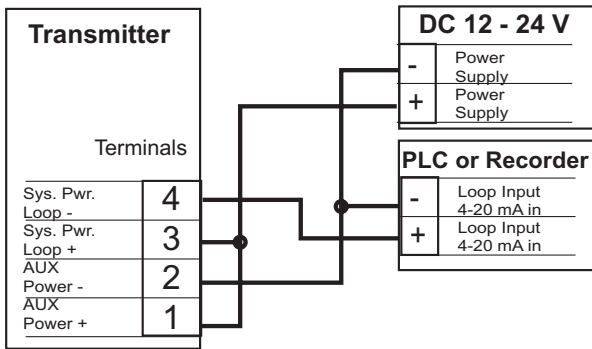 Transmitter
Terminals
Sys. Pwr.
Loop -
4
Sys. Pwr.
Loop +
3
AUX
Power -
2
AUX
Power +
1
DC 12 - 24 V
-
Power
Supply
+
Power
Supply
PLC or Recorder
-
Loop Input
4-20 mA in
+
Loop Input
4-20 mA in